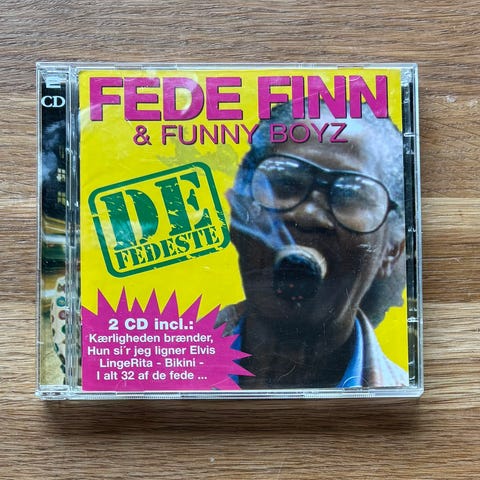 CD
FEDE FINN
& FUNNY BOYZ
DE
FEDESTE
2 CD incl.:
Kærligheden brænder,
Hun si'r jeg ligner Elvis
LingeRita - Bikini -
I alt 32 af de fede ...